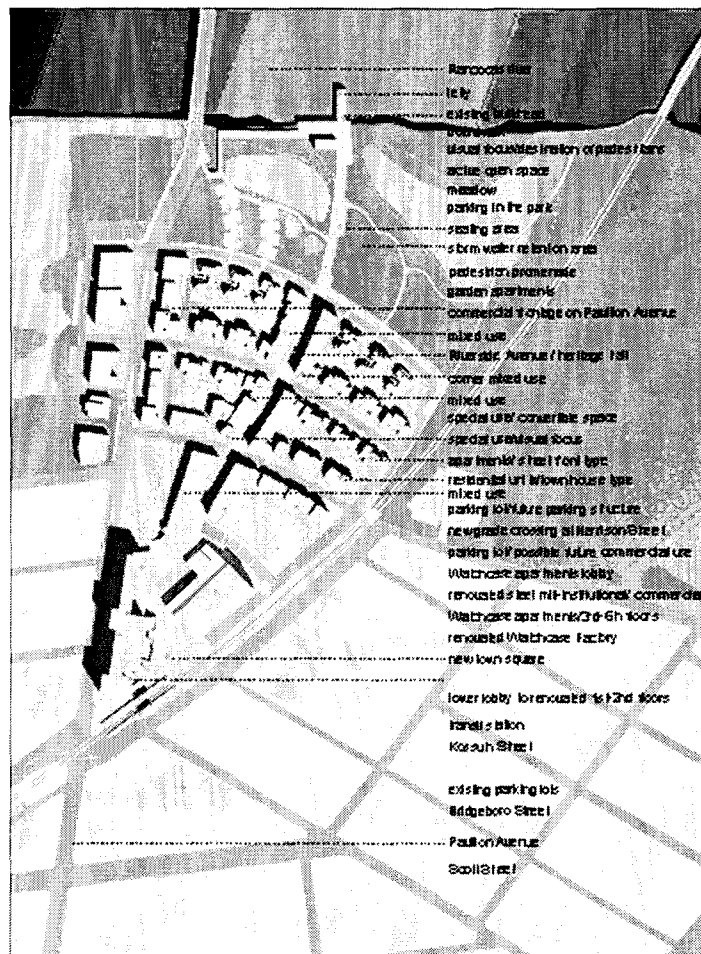 Rancocas River
jetty
existing bulkhead
visual focus/destination of pedestrians
active open space
meadow
parking in the park
seating area
storm water retention area
pedestrian promenade
garden apartments
commercial frontage on Pavilion Avenue
mixed use
Riverside Avenue/heritage trail
corner mixed use
mixed use
special use/ convertible space
special use/visual focus
apartments/street front type
residential unit/townhouse type
mixed use
parking lot/future parking structure
new grade crossing at Harrison Street
parking lot/ possible future commercial use
Watchcase apartments lobby
renovated steel mill-institutional/ commercial
Watchcase apartments/3rd-6th floors
renovated Watchcase Factory
new town square
lower lobby to renovated 1st-2nd floors
transit station
Kossuth Street
existing parking lots
Bridgeboro Street
Pavilion Avenue
Scott Street